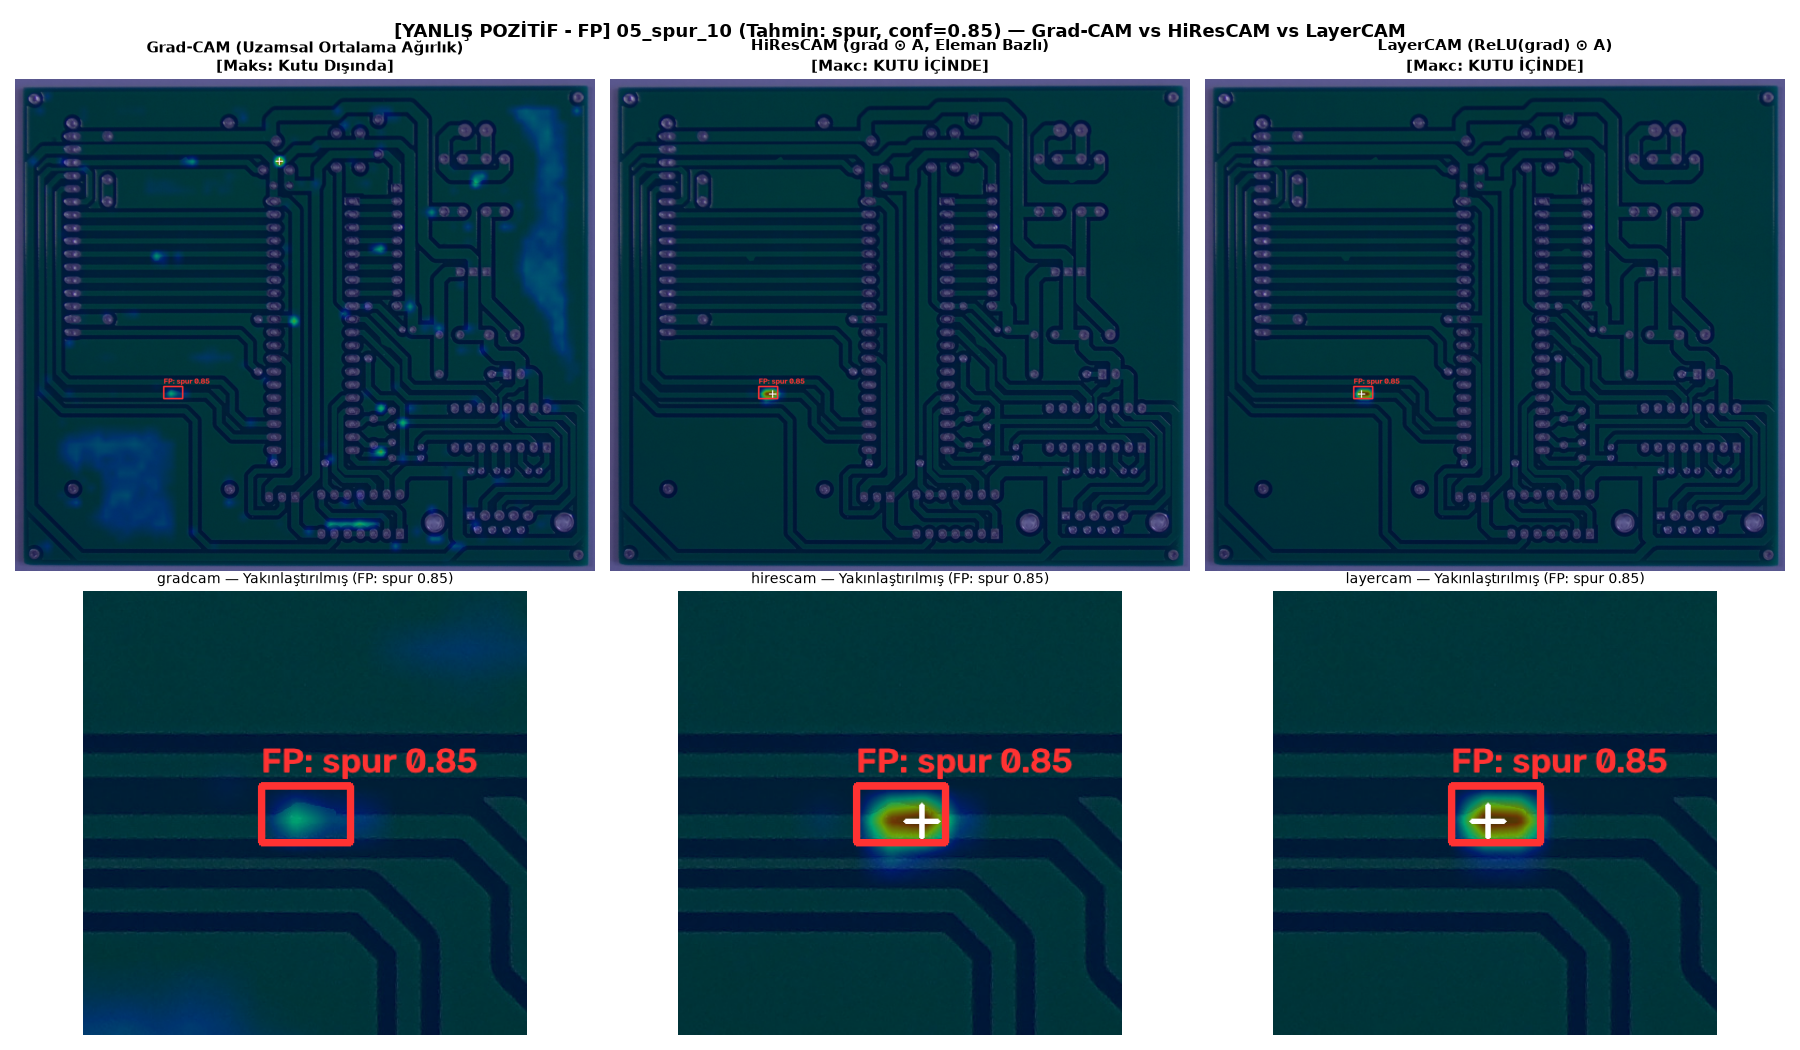 [YANLIŞ POZİTİF - FP] 05_spur_10 (Tahmin: spur, conf=0.85) — Grad-CAM vs HiResCAM vs LayerCAM
Grad-CAM (Uzamsal Ortalama Ağırlık)
[Maks: Kutu Dışında]
HiResCAM (grad ⊙ A, Eleman Bazlı)
[Макс: KUTU İÇİNDE]
LayerCAM (ReLU(grad) ⊙ A)
[Макс: KUTU İÇİNDE]
FP: spur 0.85
FP: spur 0.85
FP: spur 0.85
gradcam — Yakınlaştırılmış (FP: spur 0.85)
hirescam — Yakınlaştırılmış (FP: spur 0.85)
layercam — Yakınlaştırılmış (FP: spur 0.85)
FP: spur 0.85
FP: spur 0.85
FP: spur 0.85